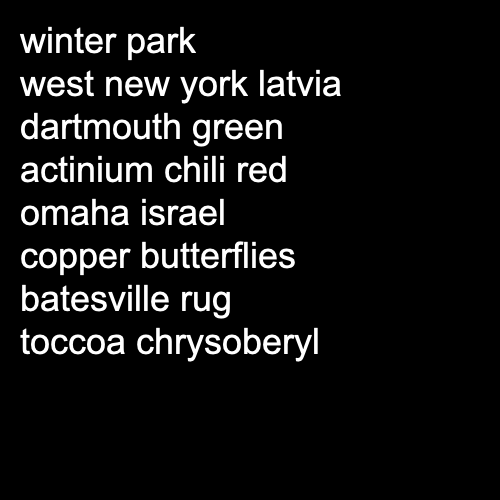 winter park
west new york latvia
dartmouth green
actinium chili red
omaha israel
copper butterflies
batesville rug
toccoa chrysoberyl